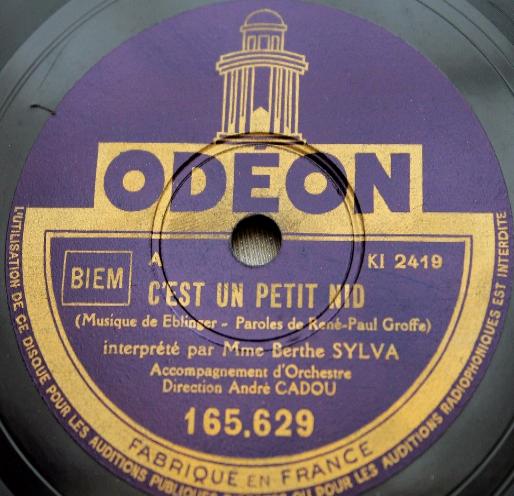 ODÉON
BIEM
A
KI 2419
C'EST UN PETIT NID
(Musique de Eblinger - Paroles de René-Paul Groffe)
interprété par Mme Berthe SYLVA
Accompagnement d'Orchestre
Direction André CADOU
165.629
FABRIQUÉ EN FRANCE
L'UTILISATION DE CE DISQUE POUR LES AUDITIONS PUBLIQUES OU POUR LES AUDITIONS RADIOPHONIQUES EST INTERDITE